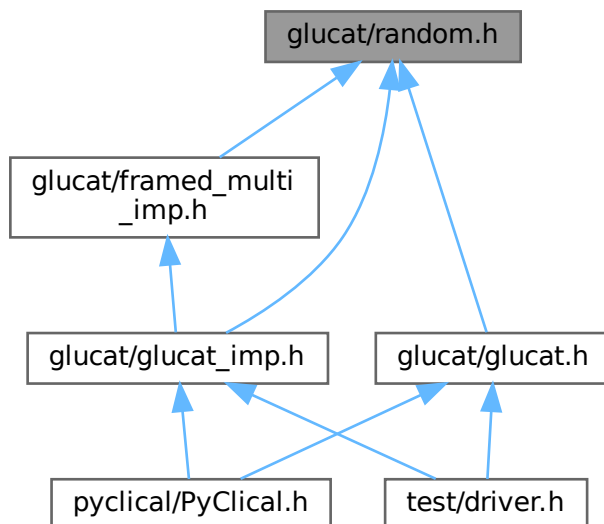 glucat/random.h
glucat/framed_multi
_imp.h
glucat/glucat_imp.h
glucat/glucat.h
pyclical/PyClical.h
test/driver.h